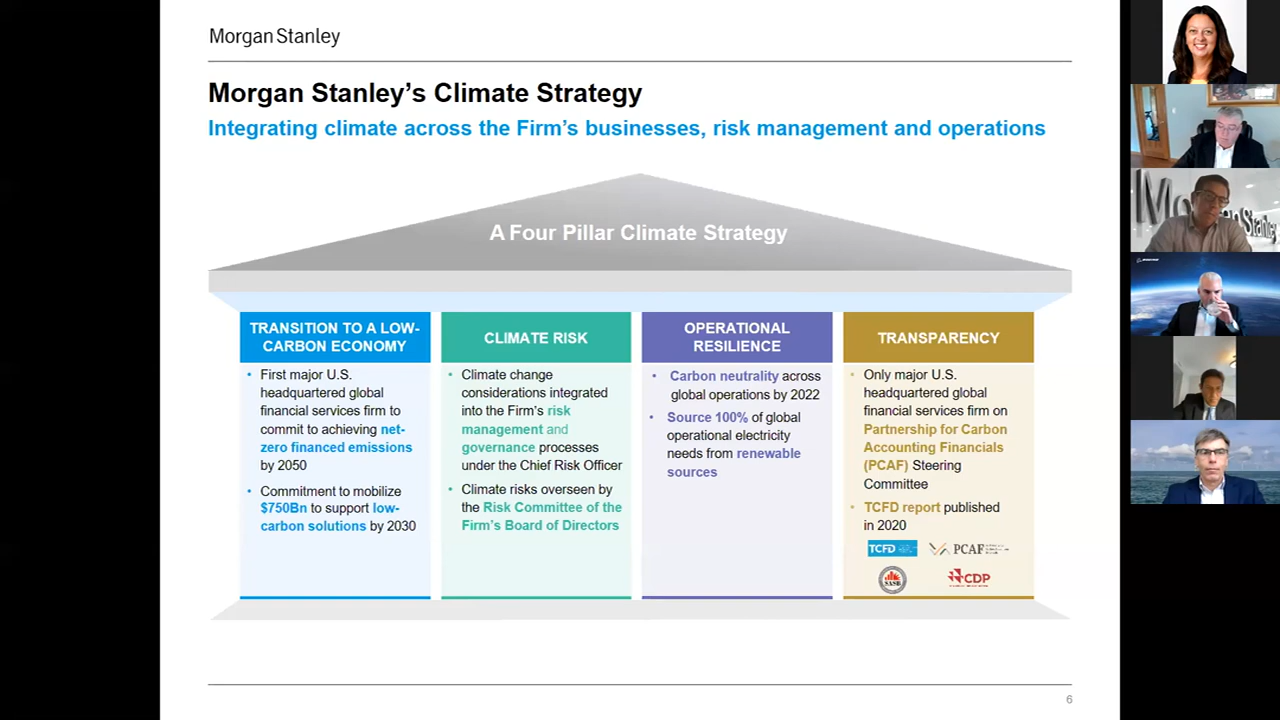 Morgan Stanley
Morgan Stanley's Climate Strategy
Integrating climate across the Firm's businesses, risk management and operations
A Four Pillar Climate Strategy
TRANSITION TO A LOW-
CARBON ECONOMY
• First major U.S.
headquartered global
financial services firm to
commit to achieving net-
zero financed emissions
by 2050
• Commitment to mobilize
$750Bn to support low-
carbon solutions by 2030
CLIMATE RISK
• Climate change
considerations integrated
into the Firm's risk
management and
governance processes
under the Chief Risk Officer
• Climate risks overseen by
the Risk Committee of the
Firm's Board of Directors
OPERATIONAL
RESILIENCE
• Carbon neutrality across
global operations by 2022
• Source 100% of global
operational electricity
needs from renewable
sources
TRANSPARENCY
• Only major U.S.
headquartered global
financial services firm on
Partnership for Carbon
Accounting Financials
(PCAF) Steering
Committee
• TCFD report published
in 2020
TCFD
PCAF
SASB
CDP
6
Morgan Stanley
BOEING